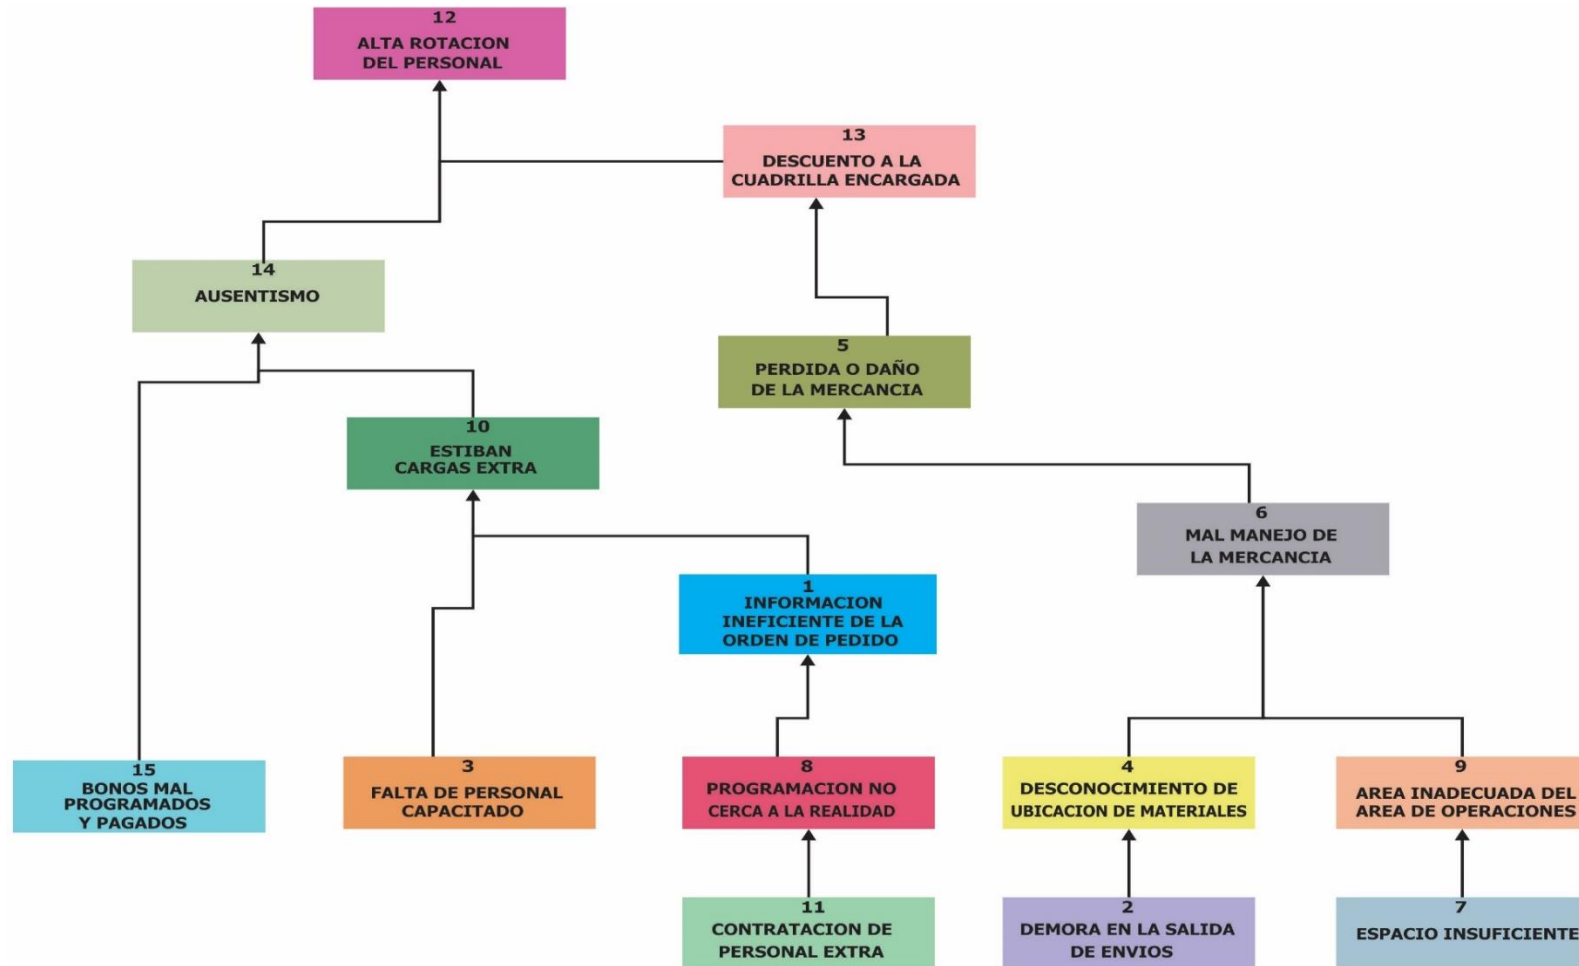 12
ALTA ROTACION
DEL PERSONAL
13
DESCUENTO A LA
CUADRILLA ENCARGADA
14
AUSENTISMO
5
PERDIDA O DAÑO
DE LA MERCANCIA
10
ESTIBAN
CARGAS EXTRA
6
MAL MANEJO DE
LA MERCANCIA
1
INFORMACION
INEFICIENTE DE LA
ORDEN DE PEDIDO
15
BONOS MAL
PROGRAMADOS
Y PAGADOS
3
FALTA DE PERSONAL
CAPACITADO
8
PROGRAMACION NO
CERCA A LA REALIDAD
4
DESCONOCIMIENTO DE
UBICACION DE MATERIALES
9
AREA INADECUADA DEL
AREA DE OPERACIONES
11
CONTRATACION DE
PERSONAL EXTRA
2
DEMORA EN LA SALIDA
DE ENVIOS
7
ESPACIO INSUFICIENTE